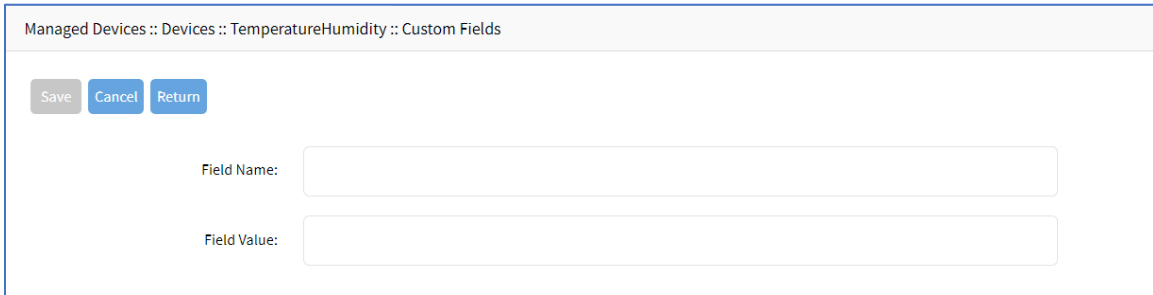 Managed Devices :: Devices :: TemperatureHumidity :: Custom Fields
Save Cancel Return
Field Name:
Field Value: